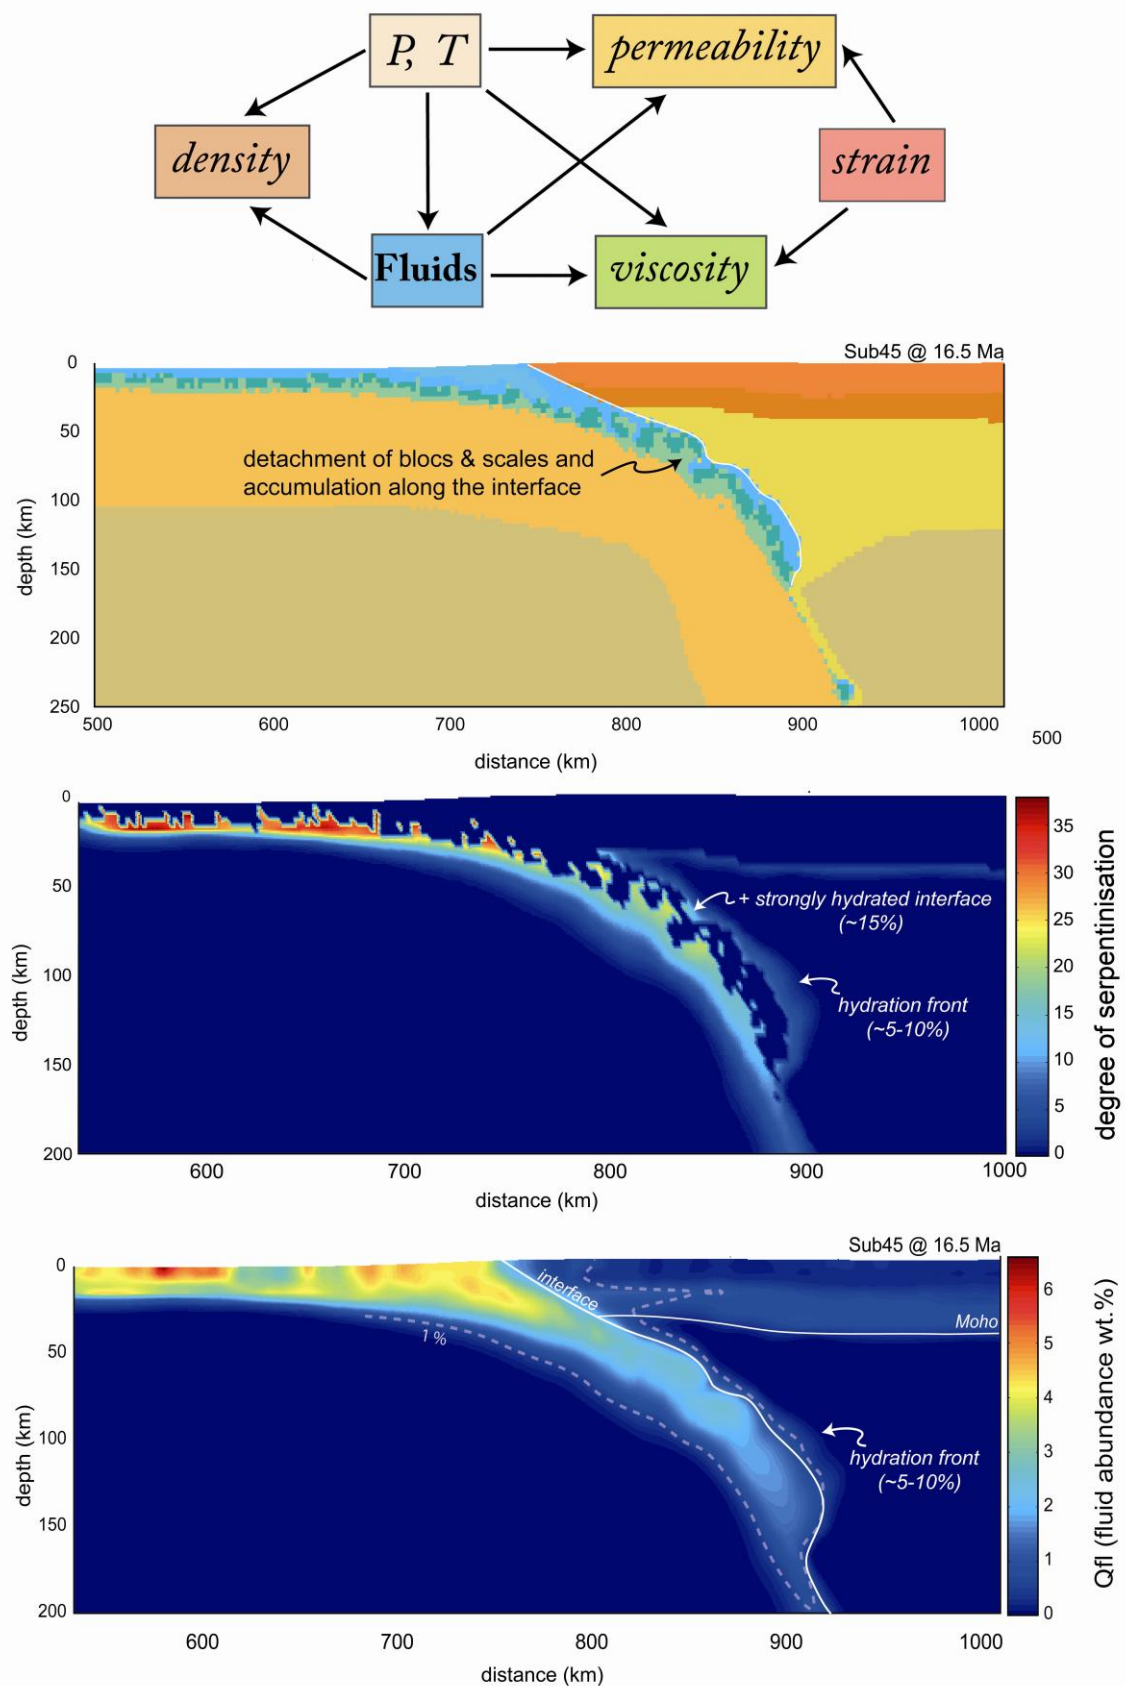 P, T
permeability
density
strain
Fluids
viscosity
Sub45 @ 16.5 Ma
0
50
100
150
200
250
depth (km)
detachment of blocs & scales and
accumulation along the interface
500
600
700
800
900
1000
500
distance (km)
0
50
100
150
200
depth (km)
+ strongly hydrated interface
(~15%)
hydration front
(~5-10%)
35
30
25
20
15
10
5
0
degree of serpentinisation
600
700
800
900
1000
distance (km)
Sub45 @ 16.5 Ma
0
50
100
150
200
depth (km)
interface
Moho
1 %
hydration front
(~5-10%)
6
5
4
3
2
1
0
Qfl (fluid abundance wt.%)
600
700
800
900
1000
distance (km)